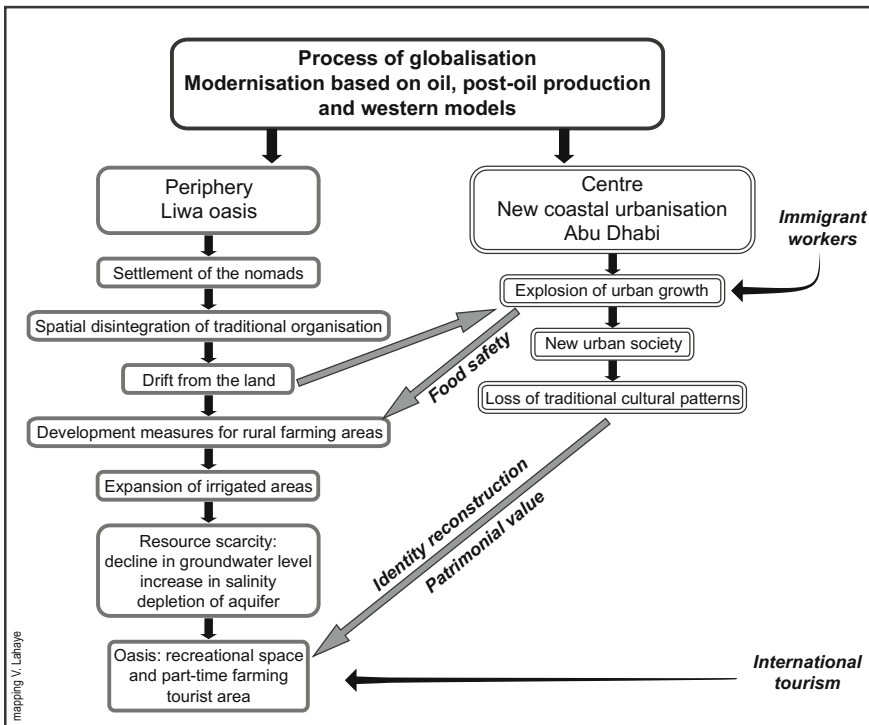 Process of globalisation
Modernisation based on oil, post-oil production
and western models
Periphery
Liwa oasis
Centre
New coastal urbanisation
Abu Dhabi
Immigrant
workers
Settlement of the nomads
Explosion of urban growth
Spatial disintegration of traditional organisation
New urban society
Food safety
Drift from the land
Loss of traditional cultural patterns
Development measures for rural farming areas
Expansion of irrigated areas
Identity reconstruction
Patrimonial value
Resource scarcity:
decline in groundwater level
increase in salinity
depletion of aquifer
Oasis: recreational space
and part-time farming
tourist area
International
tourism
mapping V. Lahaye